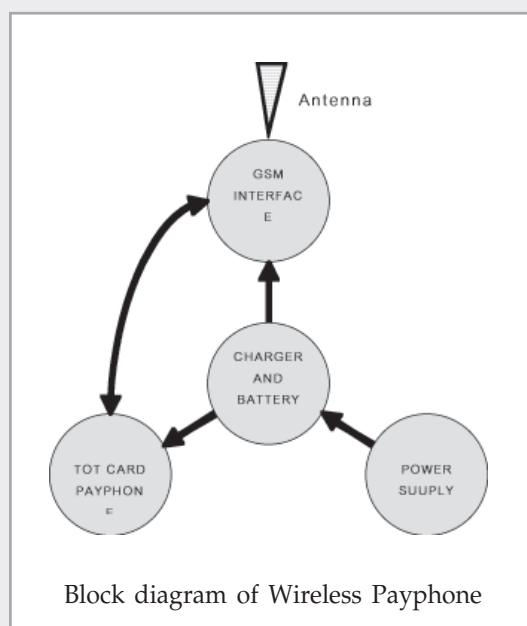 Antenna
GSM
INTERFAC
E
CHARGER
AND
BATTERY
TOT CARD
PAYPHON
E
POWER
SUUPLY
Block diagram of Wireless Payphone